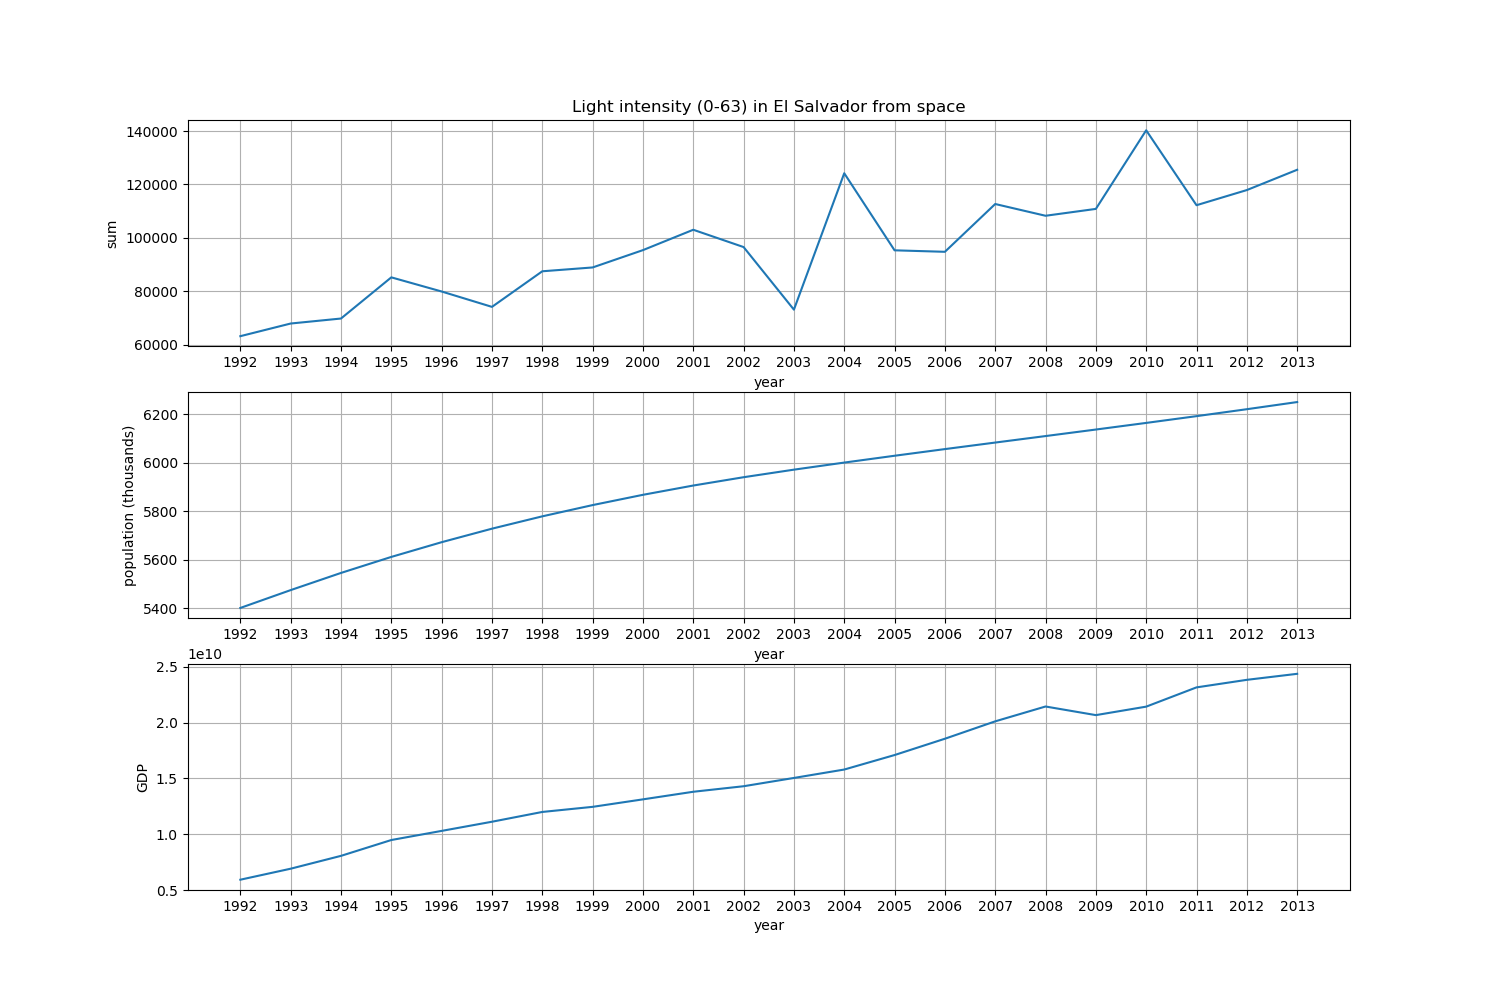 Light intensity (0-63) in El Salvador from space
140000
120000
100000
80000
60000
sum
1992 1993 1994 1995 1996 1997 1998 1999 2000 2001 2002 2003 2004 2005 2006 2007 2008 2009 2010 2011 2012 2013
year
6200
6000
5800
5600
5400
population (thousands)
1992 1993 1994 1995 1996 1997 1998 1999 2000 2001 2002 2003 2004 2005 2006 2007 2008 2009 2010 2011 2012 2013
year
1e10
2.5
2.0
1.5
1.0
0.5
GDP
1992 1993 1994 1995 1996 1997 1998 1999 2000 2001 2002 2003 2004 2005 2006 2007 2008 2009 2010 2011 2012 2013
year